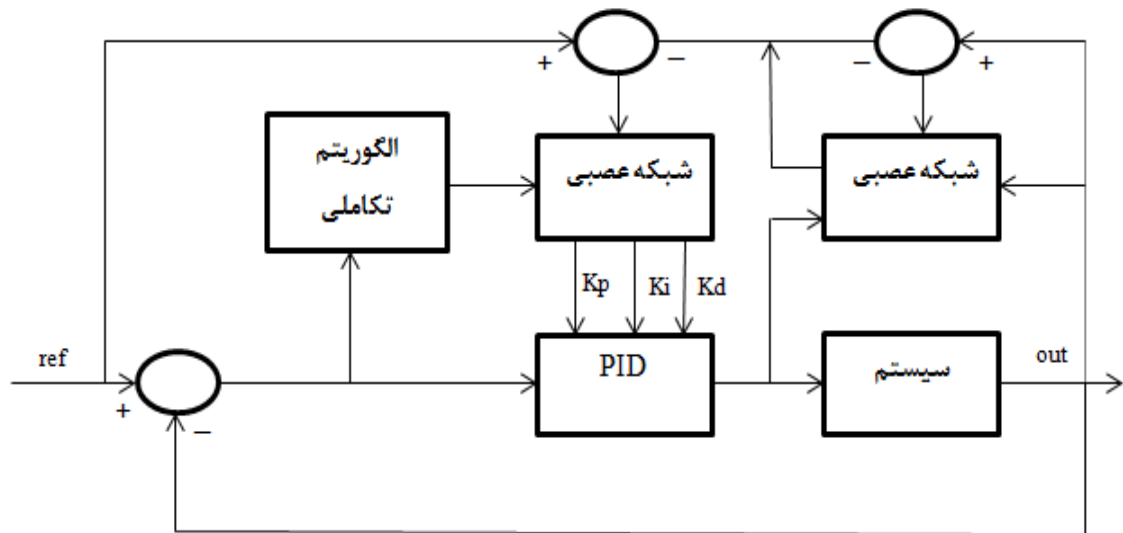 +
−
−
+
الگوریتم
تکاملی
شبکه عصبی
شبکه عصبی
Kp
Ki
Kd
ref
+
−
PID
سیستم
out